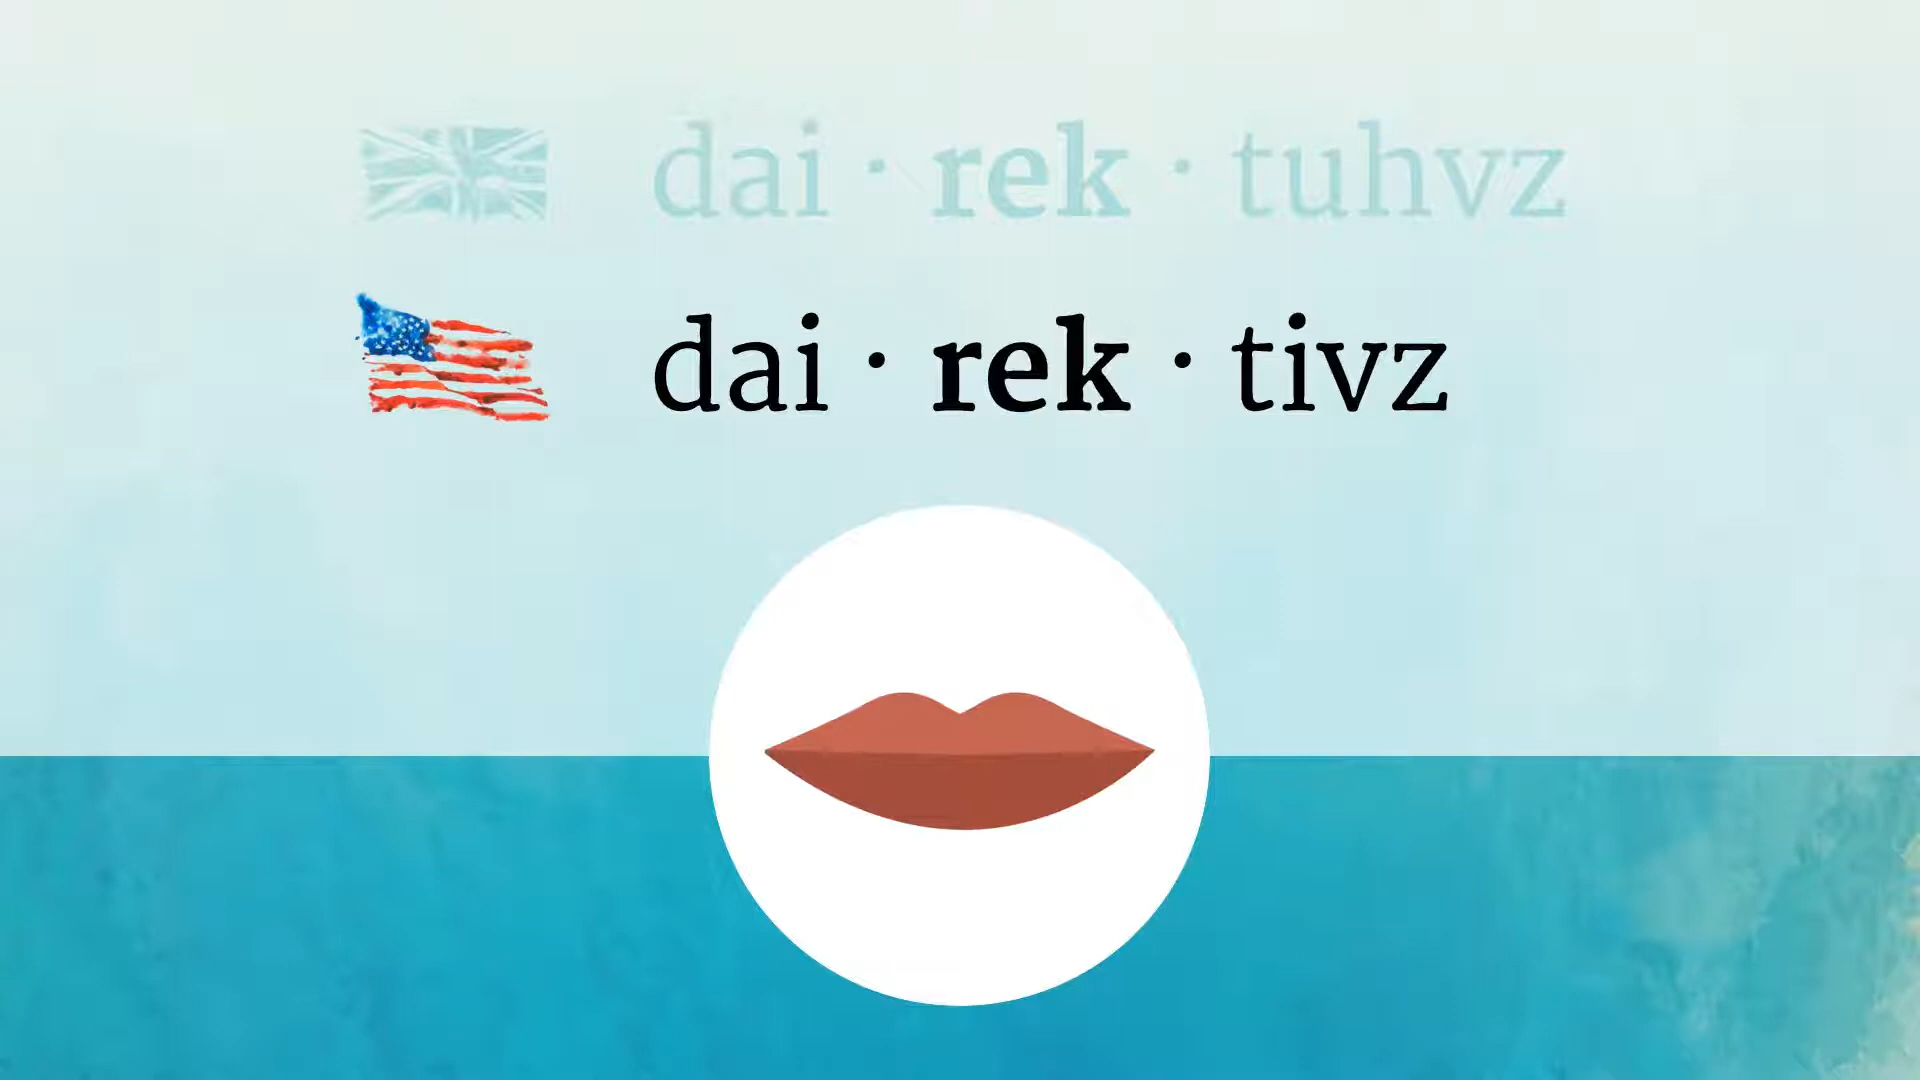 dai · rek · tuhvz
dai · rek · tivz